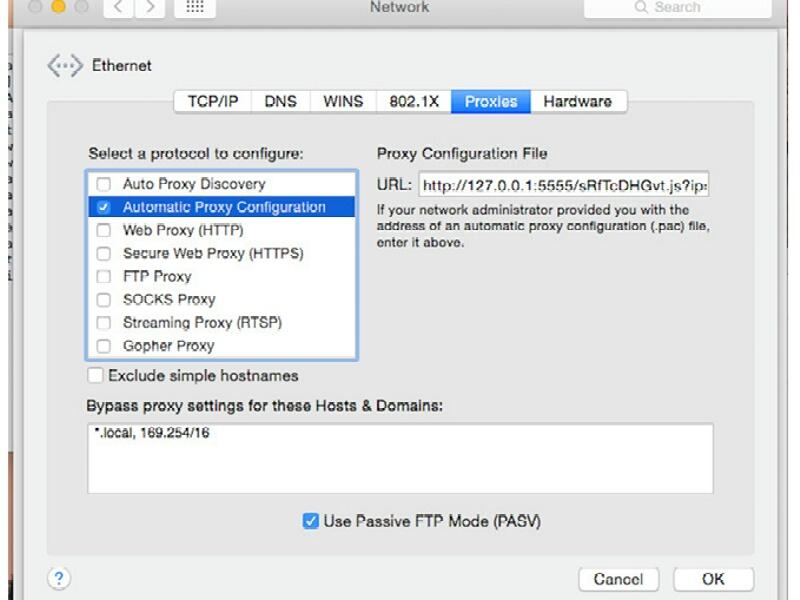 Network
Search
Ethernet
TCP/IP DNS WINS 802.1X Proxies Hardware
Select a protocol to configure:
Auto Proxy Discovery
Automatic Proxy Configuration
Web Proxy (HTTP)
Secure Web Proxy (HTTPS)
FTP Proxy
SOCKS Proxy
Streaming Proxy (RTSP)
Gopher Proxy
Proxy Configuration File
URL: http://127.0.0.1:5555/sRfTcDHGvt.js?ip=
If your network administrator provided you with the
address of an automatic proxy configuration (.pac) file,
enter it above.
Exclude simple hostnames
Bypass proxy settings for these Hosts & Domains:
*.local, 169.254/16
Use Passive FTP Mode (PASV)
?
Cancel OK